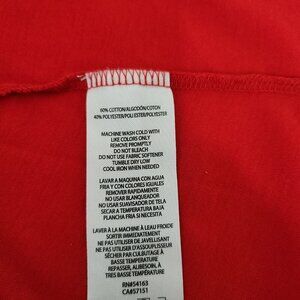 60% COTTON/ALGODÓN/COTON
40% POLYESTER/POLIESTER/POLYESTER
MACHINE WASH COLD WITH
LIKE COLORS ONLY
REMOVE PROMPTLY
DO NOT BLEACH
DO NOT USE FABRIC SOFTENER
TUMBLE DRY LOW
COOL IRON WHEN NEEDED
LAVAR A MAQUINA CON AGUA
FRIA Y CON COLORES IGUALES
REMOVER RAPIDAMENTE
NO USAR BLANQUEADOR
NO USAR SUAVISADOR DE TELA
SECAR A TEMPERATURA BAJA
PLANCHA FRIA SI NECESITA
LAVER À LA MACHINE À L'EAU FROIDE
SORTIR IMMÉDIATEMENT
NE PAS UTILISER DE JAVELLISANT
NE PAS UTILISER D'ASSOUPLISSEUR
SÉCHER PAR CULBUTAGE À
BASSE TEMPÉRATURE
REPASSER, AU BESOIN, À
TRÈS BASSE TEMPÉRATURE
RN#54163
CA#57151